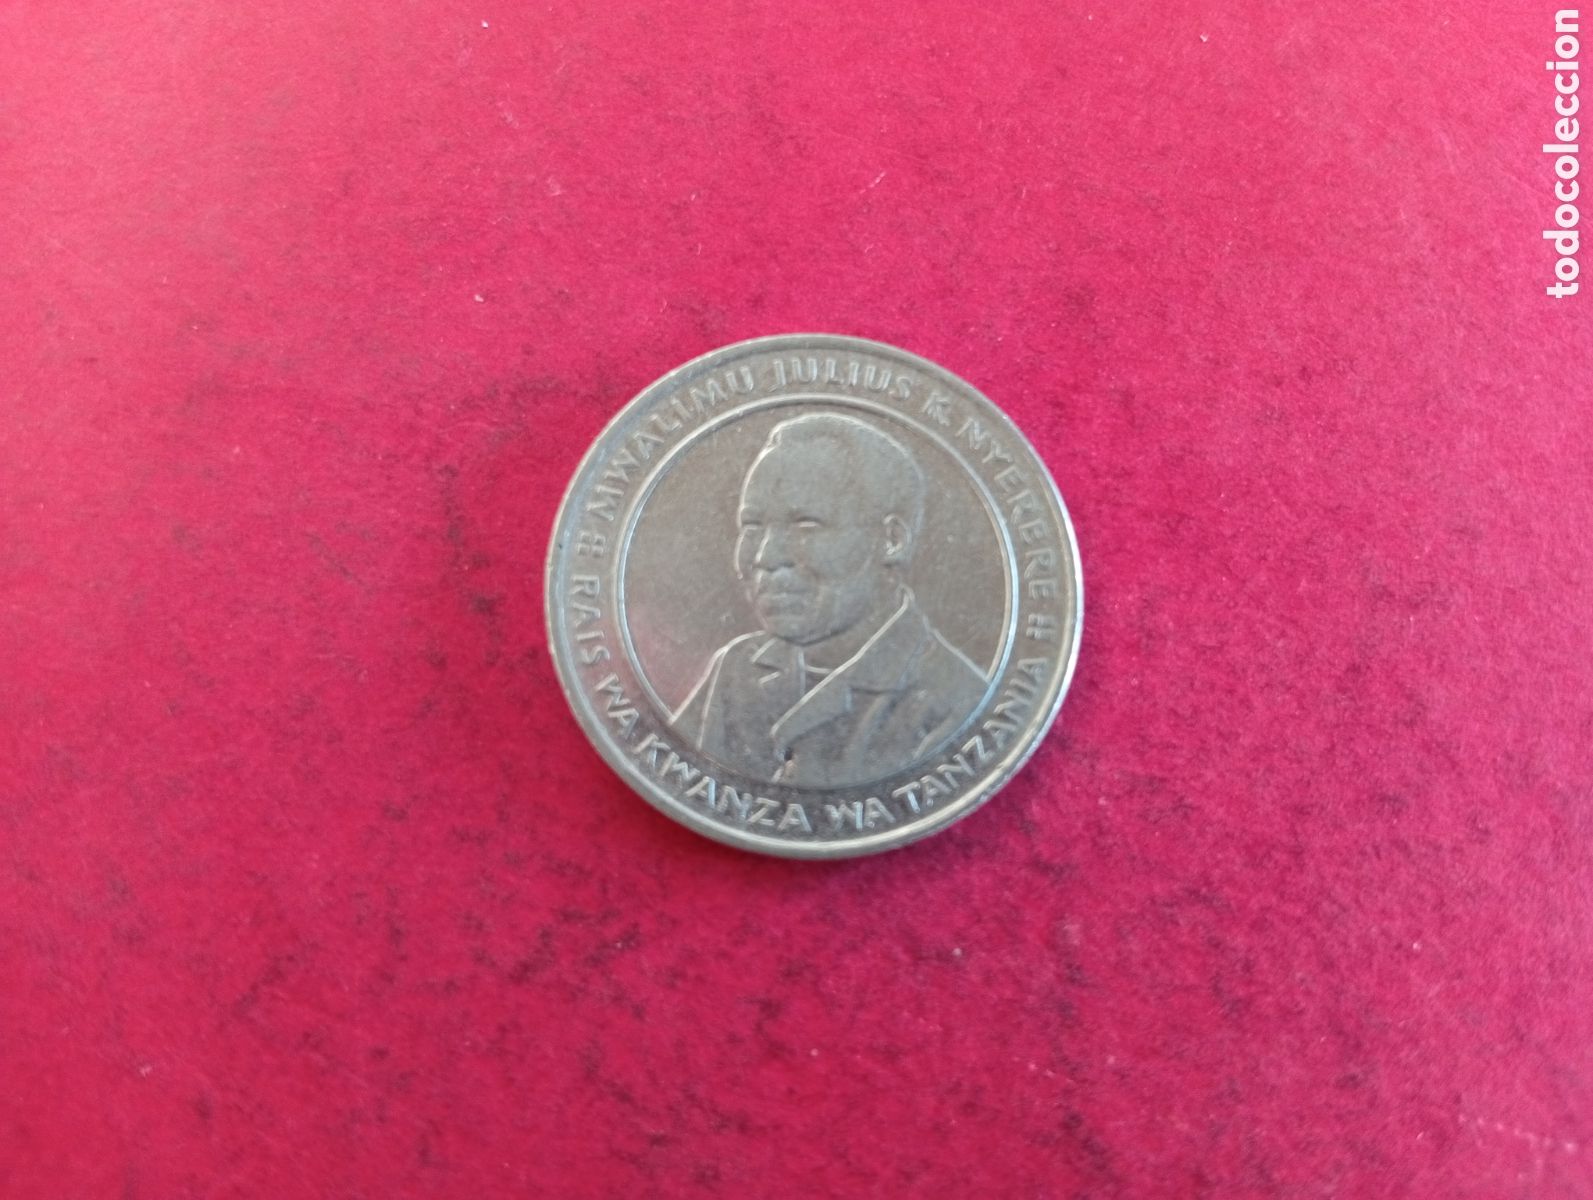 MWALIMU JULIUS K. NYERERE
RAIS WA KWANZA WA TANZANIA
todocoleccion